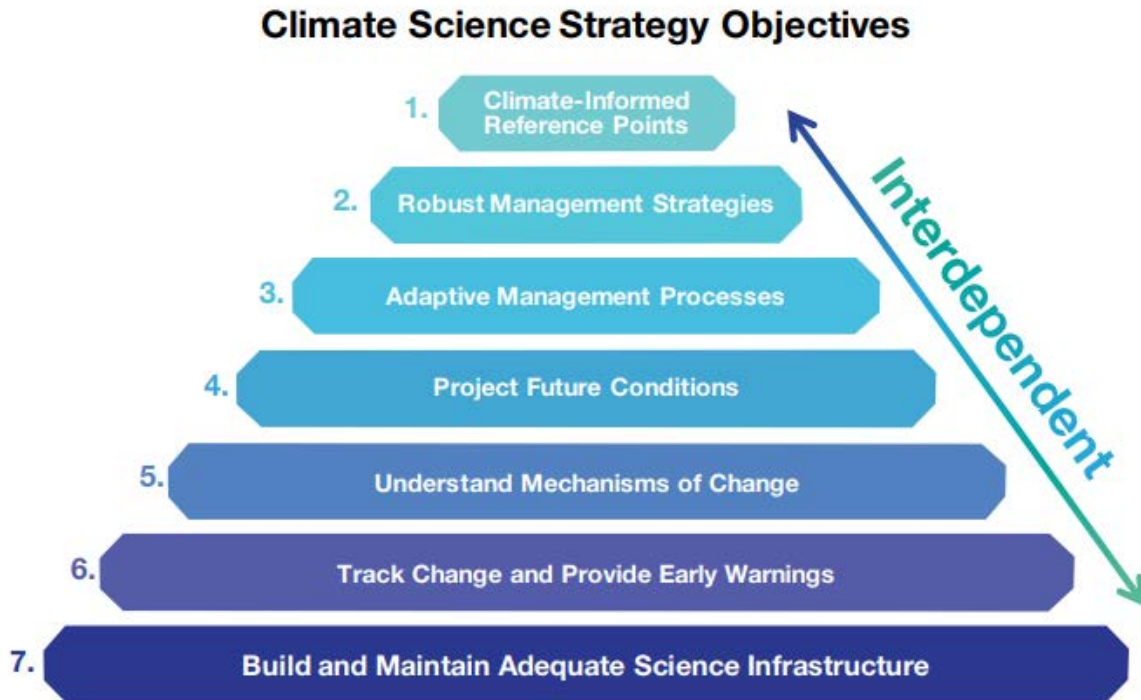 Climate Science Strategy Objectives
1. Climate-Informed
Reference Points
2. Robust Management Strategies
3. Adaptive Management Processes
4. Project Future Conditions
5. Understand Mechanisms of Change
6. Track Change and Provide Early Warnings
7. Build and Maintain Adequate Science Infrastructure
Interdependent